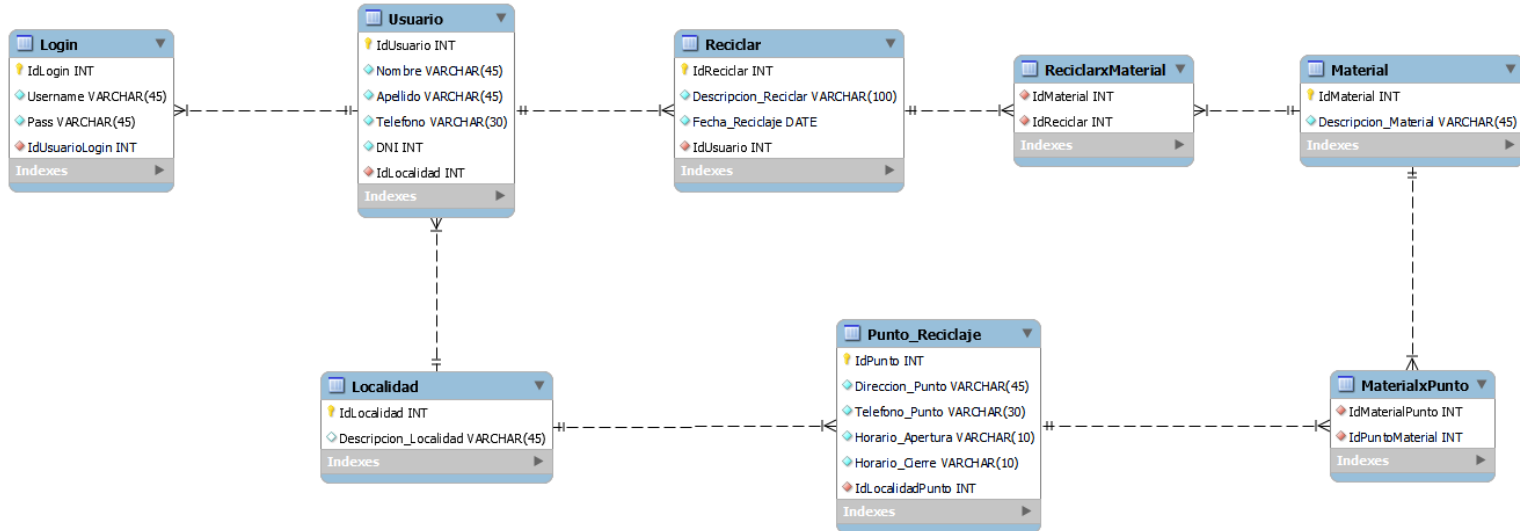 Login
IdLogin INT
Username VARCHAR(45)
Pass VARCHAR(45)
IdUsuarioLogin INT
Indexes
Usuario
IdUsuario INT
Nombre VARCHAR(45)
Apellido VARCHAR(45)
Telefono VARCHAR(30)
DNI INT
IdLocalidad INT
Indexes
Reciclar
IdReciclar INT
Descripcion_Reciclar VARCHAR(100)
Fecha_Reciclaje DATE
IdUsuario INT
Indexes
ReciclarxMaterial
IdMaterial INT
IdReciclar INT
Indexes
Material
IdMaterial INT
Descripcion_Material VARCHAR(45)
Indexes
Localidad
IdLocalidad INT
Descripcion_Localidad VARCHAR(45)
Indexes
Punto_Reciclaje
IdPunto INT
Direccion_Punto VARCHAR(45)
Telefono_Punto VARCHAR(30)
Horario_Apertura VARCHAR(10)
Horario_Cierre VARCHAR(10)
IdLocalidadPunto INT
Indexes
MaterialxPunto
IdMaterialPunto INT
IdPuntoMaterial INT
Indexes